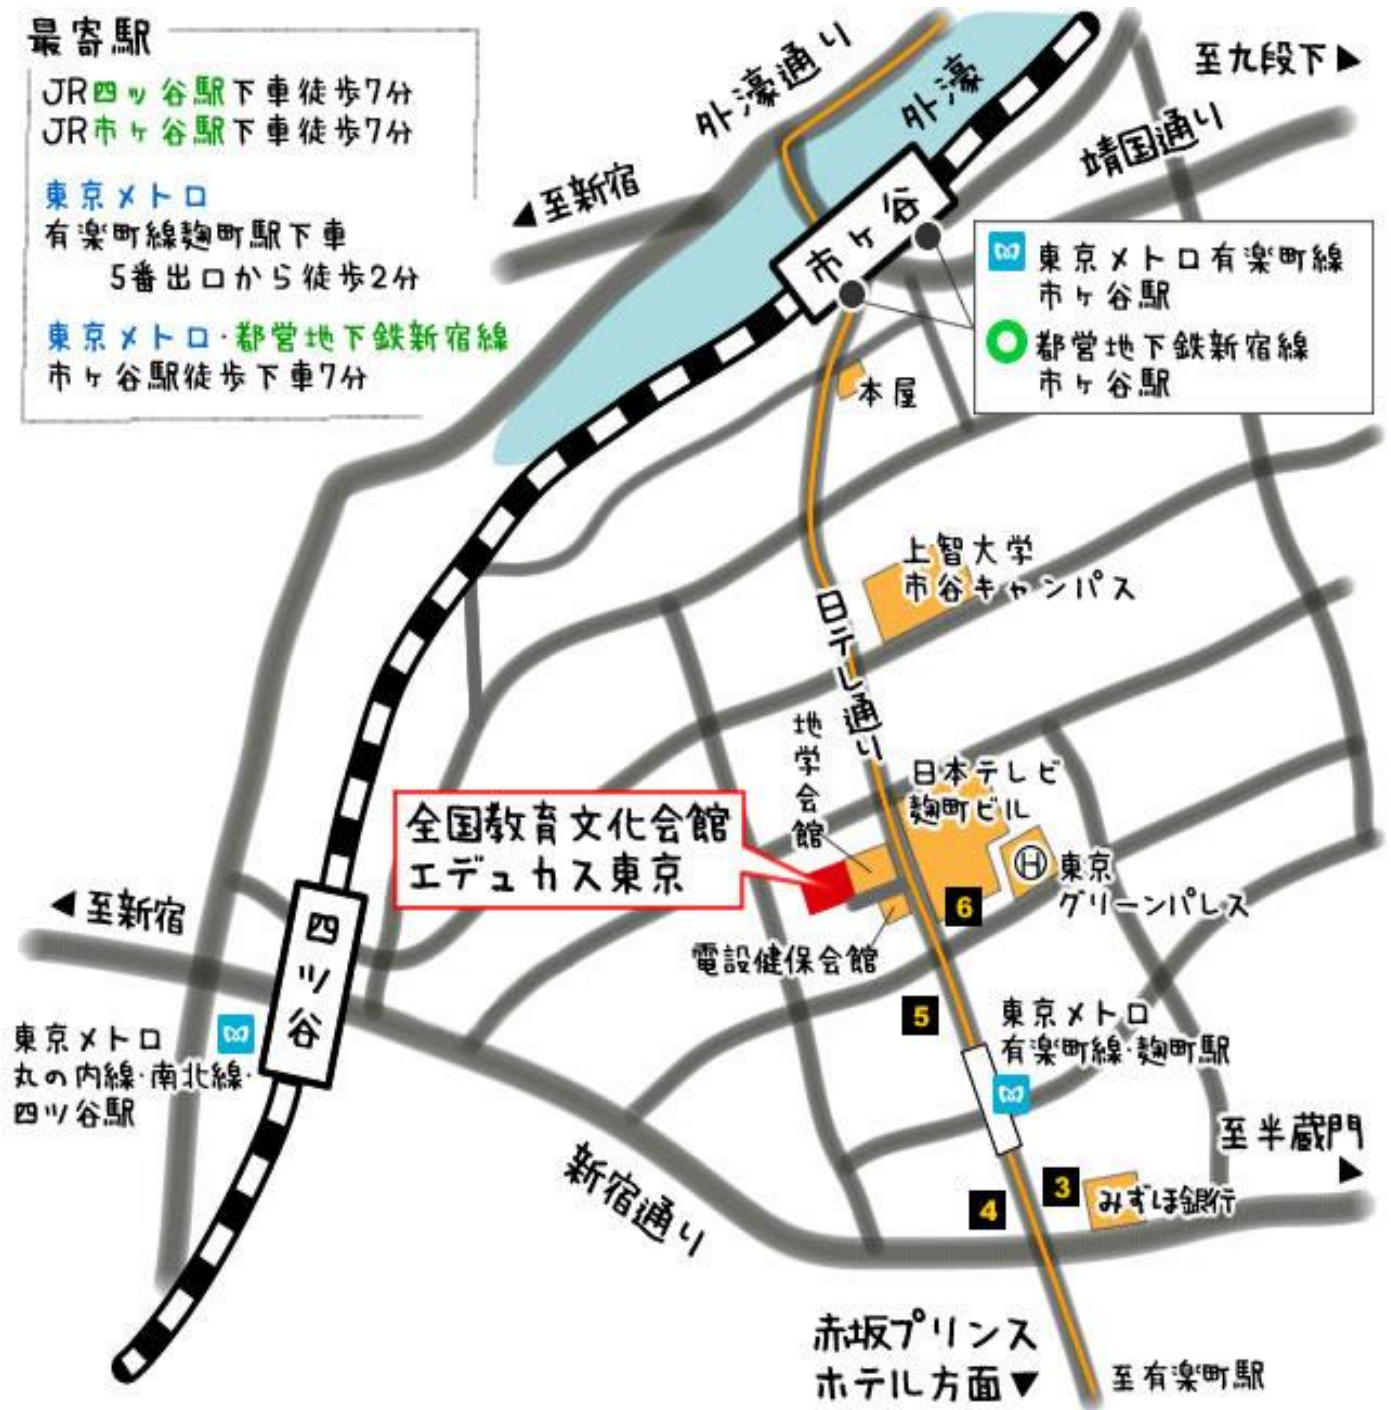 最寄駅
JR四ッ谷駅下車徒歩7分
JR市ヶ谷駅下車徒歩7分
東京メトロ
有楽町線麹町駅下車
5番出口から徒歩2分
東京メトロ・都営地下鉄新宿線
市ヶ谷駅徒歩下車7分
外濠通り
外濠
至九段下▶
靖国通り
◀至新宿
市ヶ谷
東京メトロ有楽町線
市ヶ谷駅
都営地下鉄新宿線
市ヶ谷駅
本屋
上智大学
市谷キャンパス
日テレ通り
地学会館
日本テレビ
麹町ビル
全国教育文化会館
エデュカス東京
H
東京
グリーンパレス
6
電設健保会館
◀至新宿
四ツ谷
5
東京メトロ
有楽町線・麹町駅
東京メトロ
丸の内線・南北線・
四ツ谷駅
至半蔵門
▶
新宿通り
3
4
みずほ銀行
赤坂プリンス
ホテル方面▼
至有楽町駅